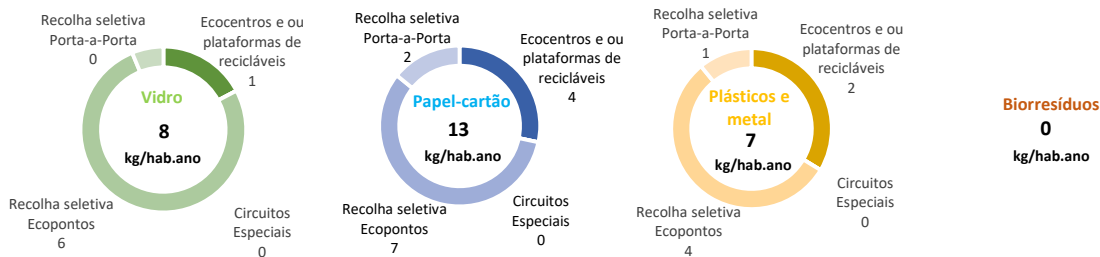 Recolha seletiva
Porta-a-Porta
0
Ecocentros e ou
plataformas de
recicláveis
1
Vidro
8
kg/hab.ano
Recolha seletiva
Ecopontos
6
Circuitos
Especiais
0
Recolha seletiva
Porta-a-Porta
2
Ecocentros e ou
plataformas de
recicláveis
4
Papel-cartão
13
kg/hab.ano
Recolha seletiva
Ecopontos
7
Circuitos
Especiais
0
Recolha seletiva
Porta-a-Porta
1
Ecocentros e ou
plataformas de
recicláveis
2
Plásticos e
metal
7
kg/hab.ano
Recolha seletiva
Ecopontos
4
Circuitos
Especiais
0
Biorresíduos
0
kg/hab.ano